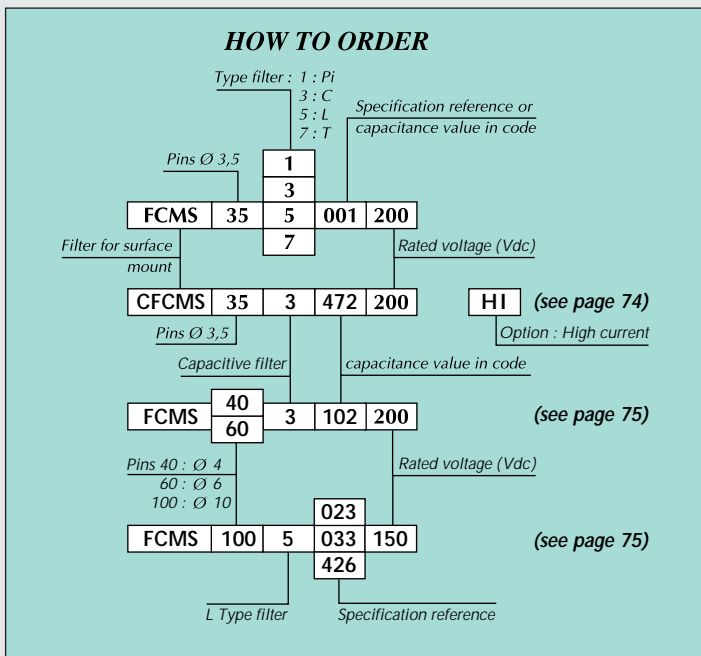 HOW TO ORDER
Type filter : 1 : Pi
3 : C
5 : L
7 : T
Specification reference or
capacitance value in code
Pins Ø 3,5
1
3
FCMS 35 5 001 200
7
Filter for surface
mount
Rated voltage (Vdc)
CFCMS 35 3 472 200 HI (see page 74)
Pins Ø 3,5
Option : High current
Capacitive filter
capacitance value in code
40
FCMS 3 102 200 (see page 75)
60
Pins 40 : Ø 4
60 : Ø 6
100 : Ø 10
Rated voltage (Vdc)
023
FCMS 100 5 033 150 (see page 75)
426
L Type filter
Specification reference